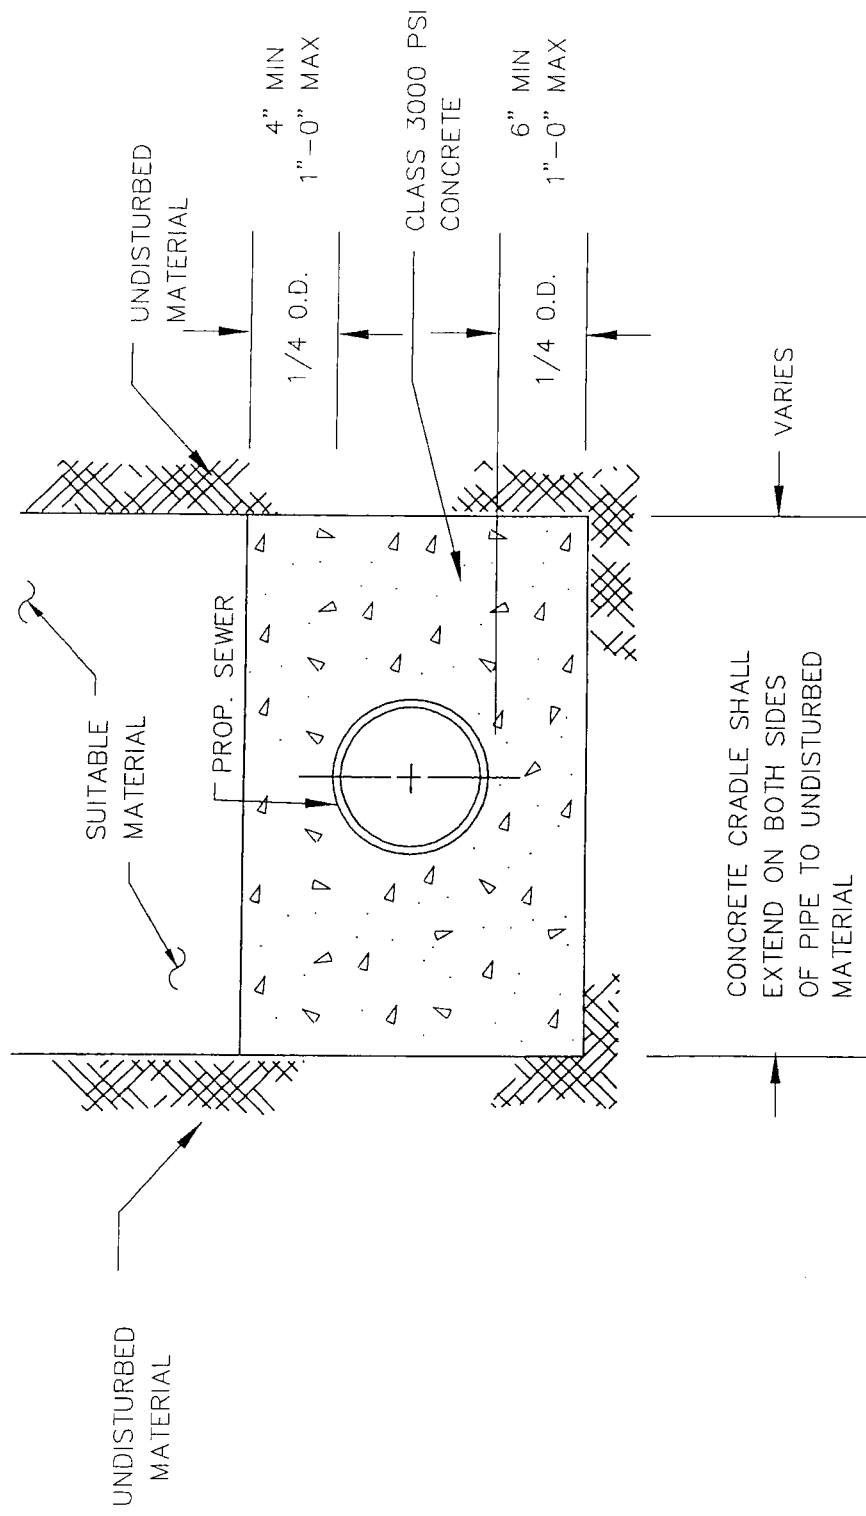 UNDISTURBED
MATERIAL
SUITABLE
MATERIAL
PROP. SEWER
UNDISTURBED
MATERIAL
1/4 O.D.
4” MIN
1”-0” MAX
CLASS 3000 PSI
CONCRETE
1/4 O.D.
6” MIN
1”-0” MAX
CONCRETE CRADLE SHALL
EXTEND ON BOTH SIDES
OF PIPE TO UNDISTURBED
MATERIAL
VARIES